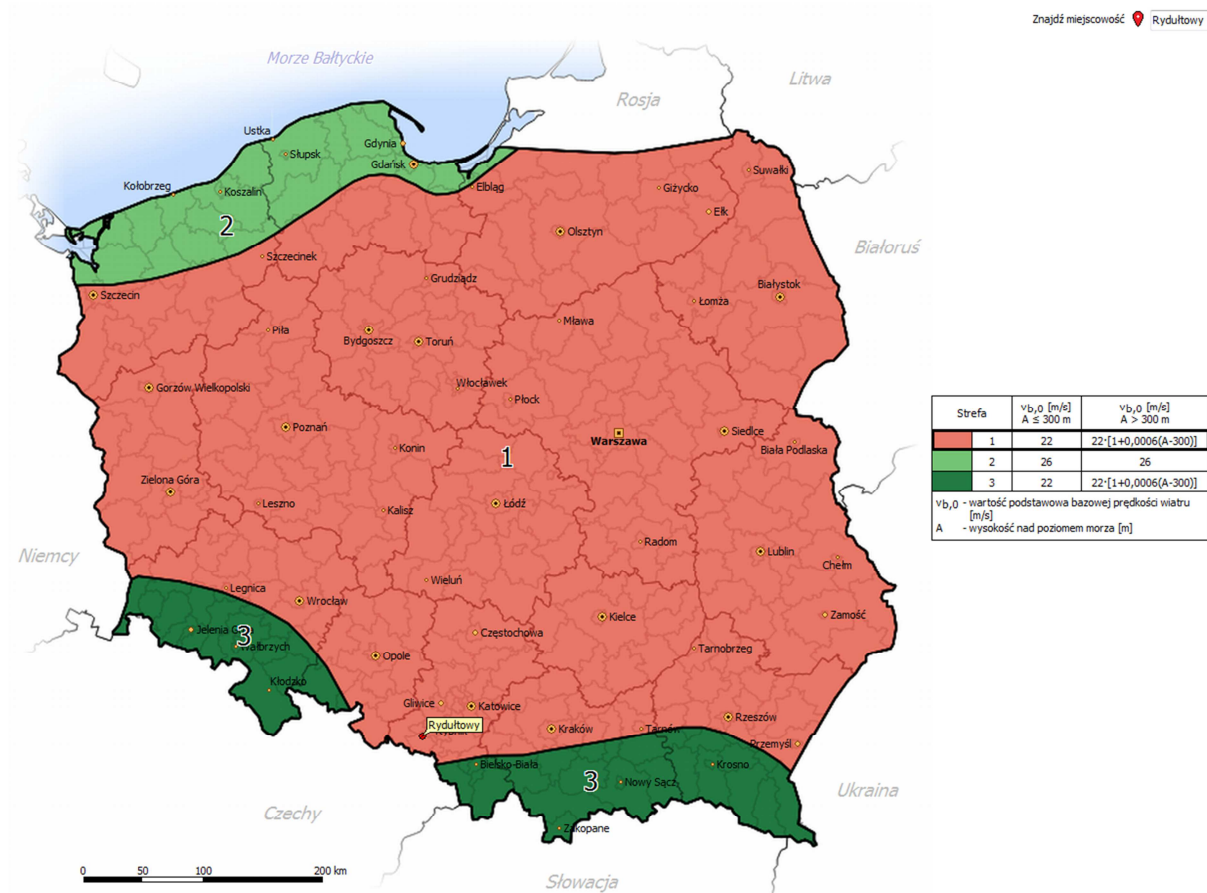 Znajdź miejscowość Rydułtowy
Morze Bałtyckie
Litwa
Rosja
Ustka
Gdynia
Słupsk
Gdańsk
Suwałki
Kołobrzeg
Koszalin
Elbląg
Giżycko
Ełk
2
Olsztyn
Białoruś
Szczecinek
Grudziądz
Białystok
Szczecin
Łomża
Mława
Piła
Bydgoszcz
Toruń
Gorzów Wielkopolski
Włocławek
Płock
Poznań
Warszawa
Siedlce
Biała Podlaska
Konin
1
Zielona Góra
Leszno
Kalisz
Łódź
Radom
Niemcy
Lublin
Chełm
Legnica
Wieluń
Wrocław
Kielce
Zamość
Jelenia Góra
3
Wałbrzych
Częstochowa
Opole
Tarnobrzeg
Kłodzko
Gliwice
Katowice
Rydułtowy
Kraków
Tarnów
Rzeszów
Przemyśl
Bielsko-Biała
Krosno
3
Nowy Sącz
Ukraina
Czechy
Zakopane
Słowacja
0 50 100 200 km
Strefa vb,0 [m/s] A ≤ 300 m vb,0 [m/s] A > 300 m
1 22 22·[1+0,0006(A-300)]
2 26 26
3 22 22·[1+0,0006(A-300)]
vb,0 - wartość podstawowa bazowej prędkości wiatru
[m/s]
A - wysokość nad poziomem morza [m]